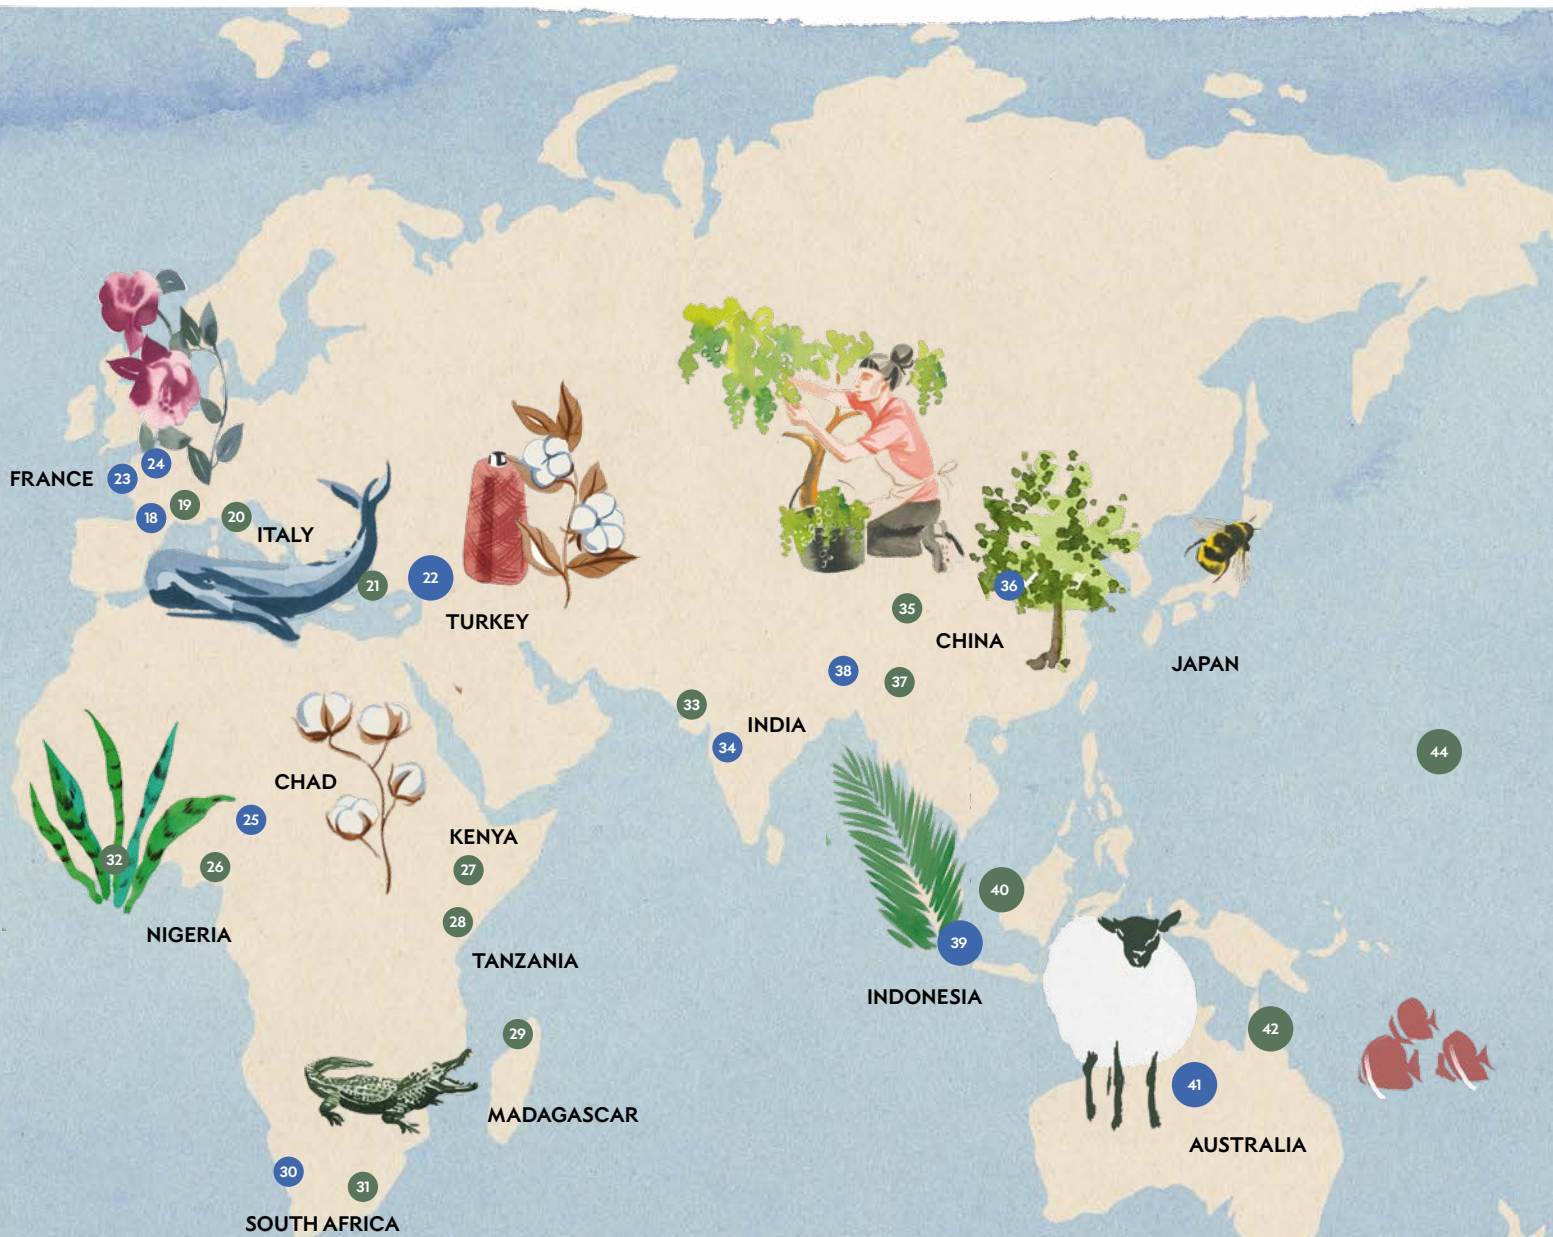 24
FRANCE
23
19
18
20
ITALY
21
22
TURKEY
36
35
CHINA
38
37
JAPAN
33
INDIA
34
44
CHAD
25
KENYA
32
26
27
40
28
NIGERIA
39
TANZANIA
INDONESIA
42
29
41
MADAGASCAR
AUSTRALIA
30
31
SOUTH AFRICA